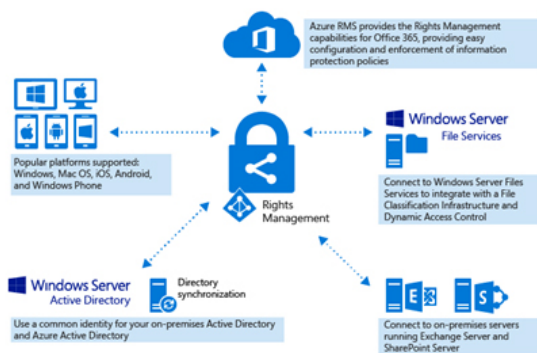 Azure RMS provides the Rights Management
capabilities for Office 365, providing easy
configuration and enforcement of information
protection policies
Popular platforms supported:
Windows, Mac OS, iOS, Android,
and Windows Phone
Rights
Management
Windows Server
File Services
Connect to Windows Server Files
Services to integrate with a File
Classification Infrastructure and
Dynamic Access Control
Windows Server
Active Directory
Directory
synchronization
Use a common identity for your on-premises Active Directory
and Azure Active Directory
E
S
Connect to on-premises servers
running Exchange Server and
SharePoint Server